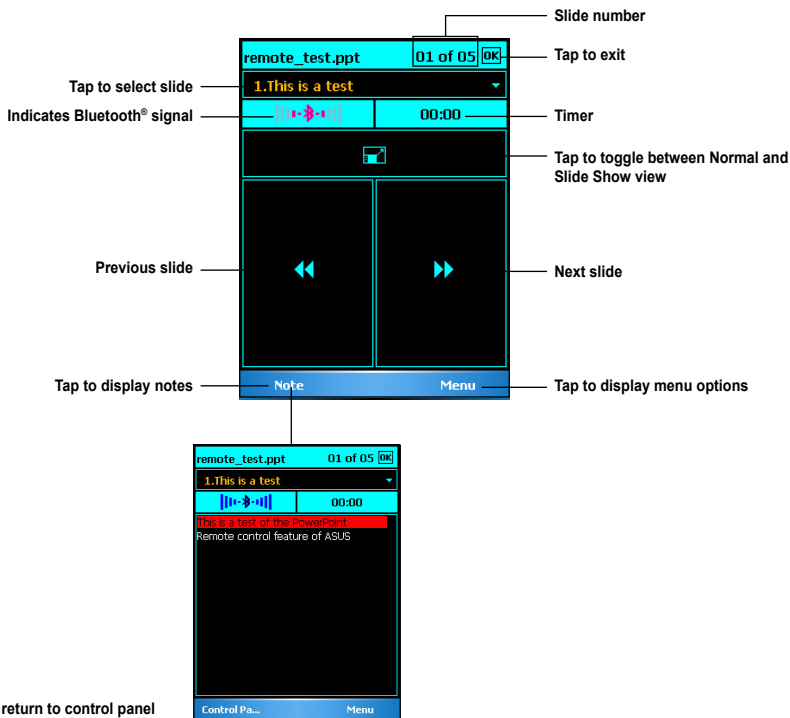 Slide number
remote_test.ppt
01 of 05
OK
Tap to exit
Tap to select slide
1.This is a test
Indicates Bluetooth® signal
00:00
Timer
Tap to toggle between Normal and
Slide Show view
Previous slide
Next slide
Tap to display notes
Note
Menu
Tap to display menu options
remote_test.ppt
01 of 05
OK
1.This is a test
00:00
This is a test of the PowerPoint
Remote control feature of ASUS
return to control panel
Control Pa...
Menu